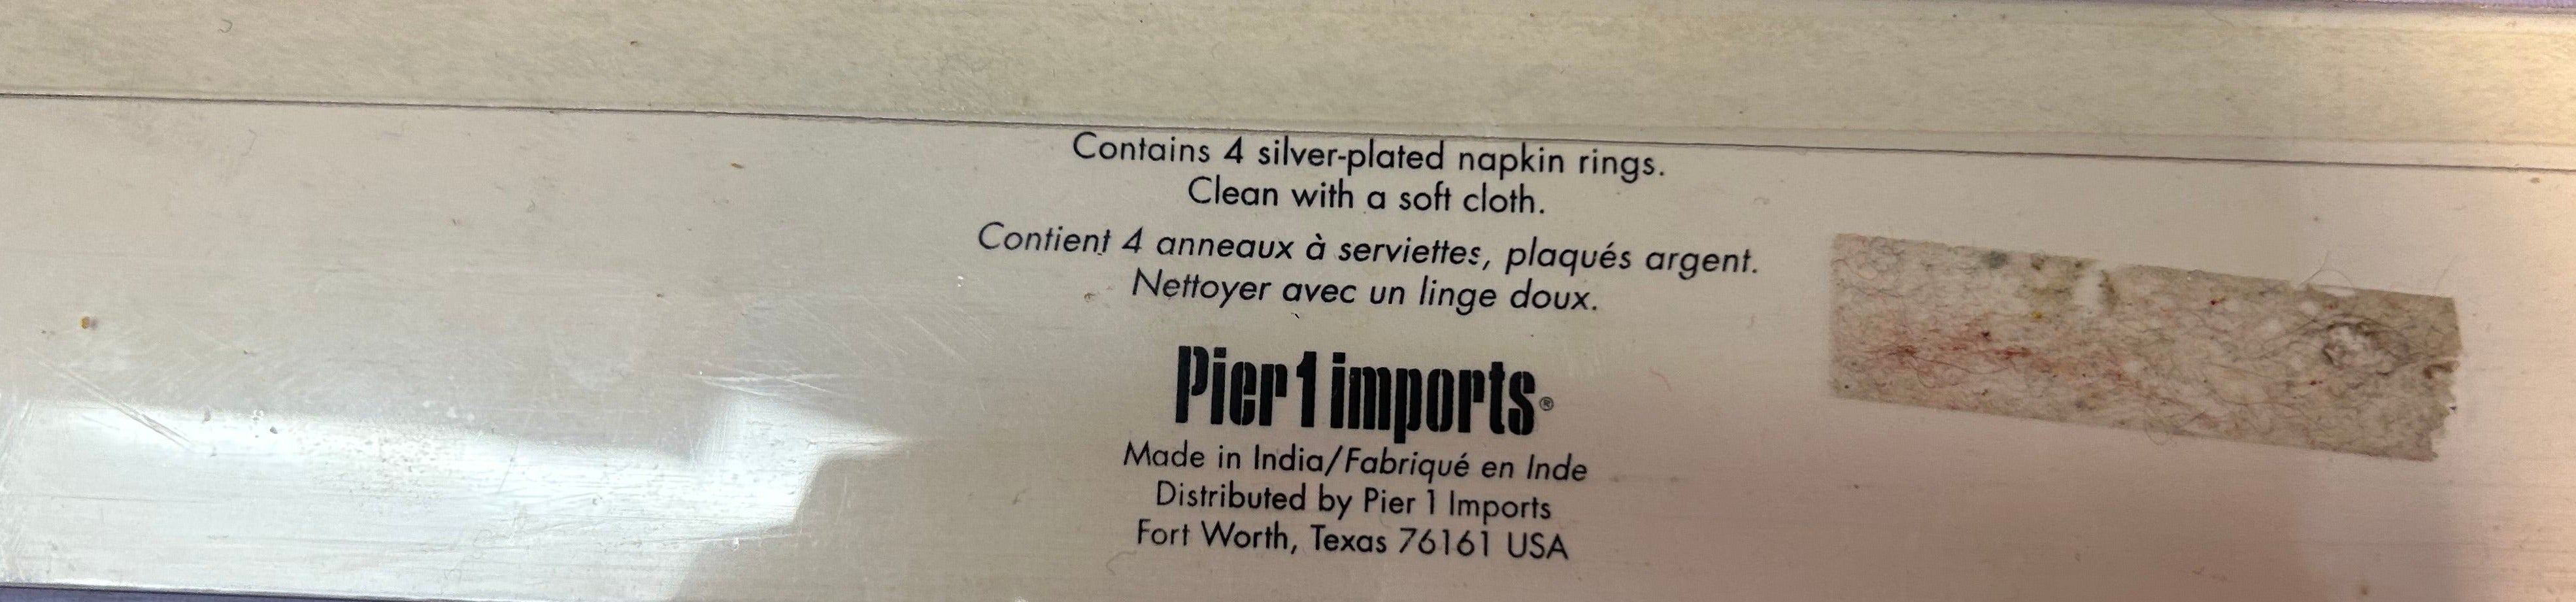 Contains 4 silver-plated napkin rings.
Clean with a soft cloth.
Contient 4 anneaux à serviettes, plaqués argent.
Nettoyer avec un linge doux.
Pier 1 imports®
Made in India/Fabriqué en Inde
Distributed by Pier 1 Imports
Fort Worth, Texas 76161 USA